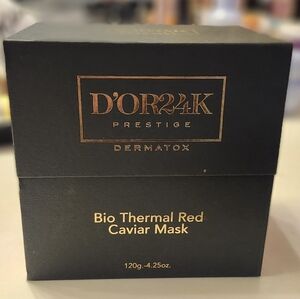 D'OR24K
PRESTIGE
DERMATOX
Bio Thermal Red
Caviar Mask
120g.-4.25oz.